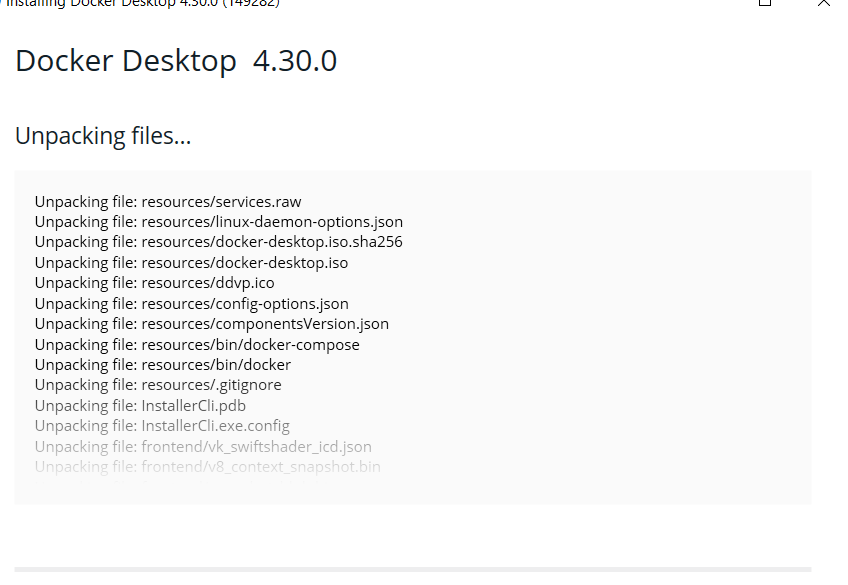 Installing Docker Desktop 4.30.0 (149282)
Docker Desktop 4.30.0
Unpacking files...
Unpacking file: resources/services.raw
Unpacking file: resources/linux-daemon-options.json
Unpacking file: resources/docker-desktop.iso.sha256
Unpacking file: resources/docker-desktop.iso
Unpacking file: resources/ddvp.ico
Unpacking file: resources/config-options.json
Unpacking file: resources/componentsVersion.json
Unpacking file: resources/bin/docker-compose
Unpacking file: resources/bin/docker
Unpacking file: resources/.gitignore
Unpacking file: InstallerCli.pdb
Unpacking file: InstallerCli.exe.config
Unpacking file: frontend/vk_swiftshader_icd.json
Unpacking file: frontend/v8_context_snapshot.bin